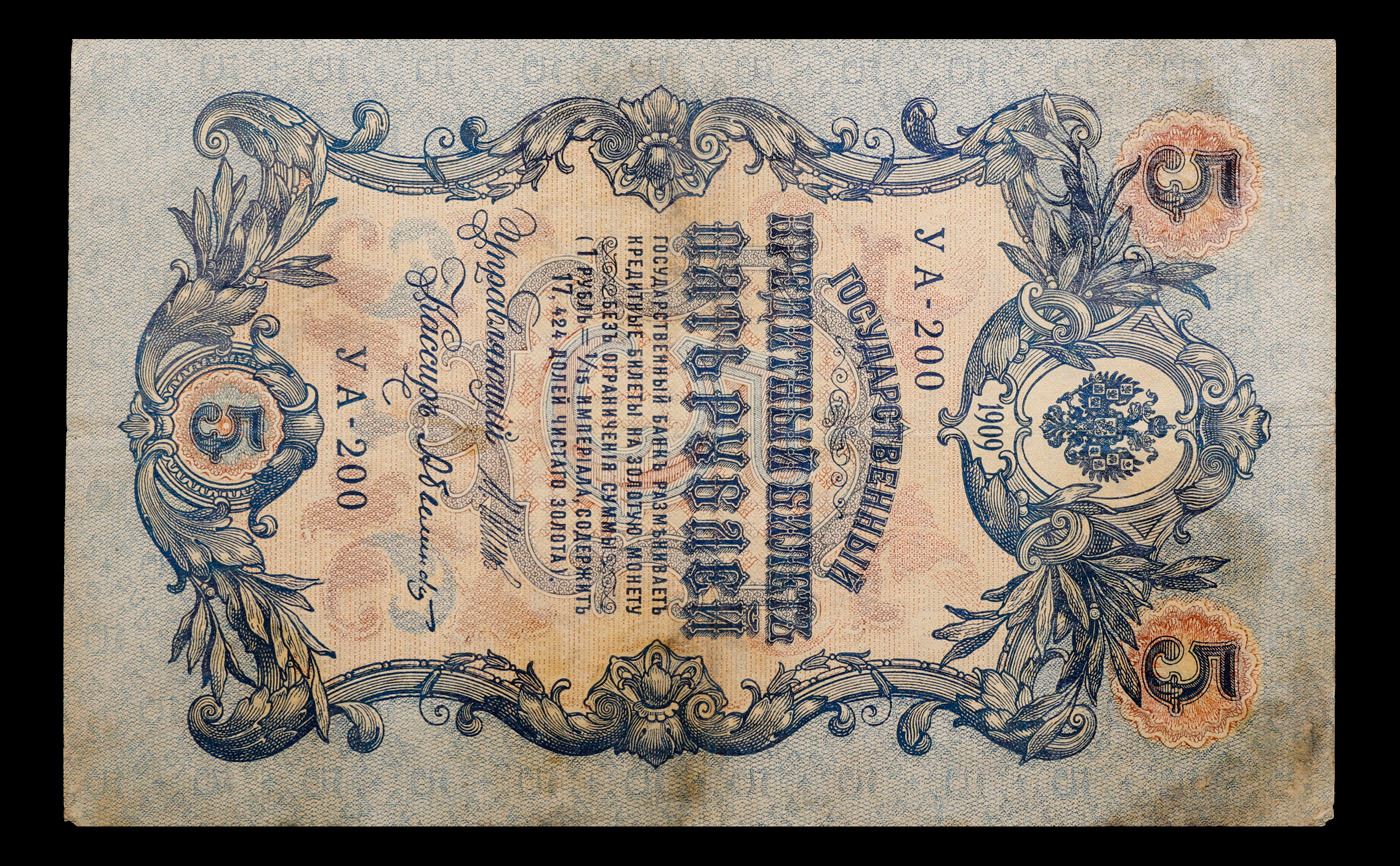 5 5
1909
УА-200
ГОСУДАРСТВЕННЫЙ
КРЕДИТНЫЙ БИЛЕТЪ
ПЯТЬ РУБЛЕЙ
ГОСУДАРСТВЕННЫЙ БАНКЪ РАЗМѢНИВАЕТЪ
КРЕДИТНЫЕ БИЛЕТЫ НА ЗОЛОТУЮ МОНЕТУ
БЕЗЪ ОГРАНИЧЕНІЯ СУММЫ
(1 РУБЛЬ = 1/15 ИМПЕРІАЛА, СОДЕРЖИТЪ
17,424 ДОЛЕЙ ЧИСТАГО ЗОЛОТА).
Управляющій
Кассиръ
УА-200
5